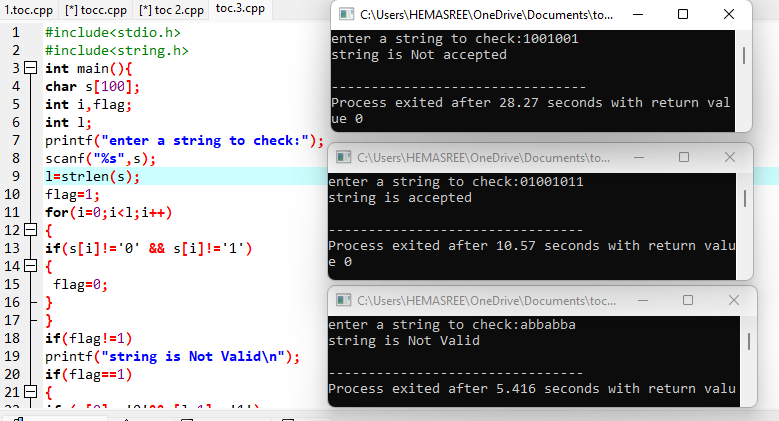 1.toc.cpp [*] tocc.cpp [*] toc 2.cpp toc.3.cpp
1 #include<stdio.h>
2 #include<string.h>
3 int main(){
4 char s[100];
5 int i,flag;
6 int l;
7 printf("enter a string to check:");
8 scanf("%s",s);
9 l=strlen(s);
10 flag=1;
11 for(i=0;i<l;i++)
12 {
13 if(s[i]!='0' && s[i]!='1')
14 {
15 flag=0;
16 }
17 }
18 if(flag!=1)
19 printf("string is Not Valid\n");
20 if(flag==1)
21 {
C:\Users\HEMASREE\OneDrive\Documents\to...
enter a string to check:1001001
string is Not accepted
--------------------------------
Process exited after 28.27 seconds with return val
ue 0
C:\Users\HEMASREE\OneDrive\Documents\to...
enter a string to check:01001011
string is accepted
--------------------------------
Process exited after 10.57 seconds with return valu
e 0
C:\Users\HEMASREE\OneDrive\Documents\toc...
enter a string to check:abbabba
string is Not Valid
--------------------------------
Process exited after 5.416 seconds with return valu